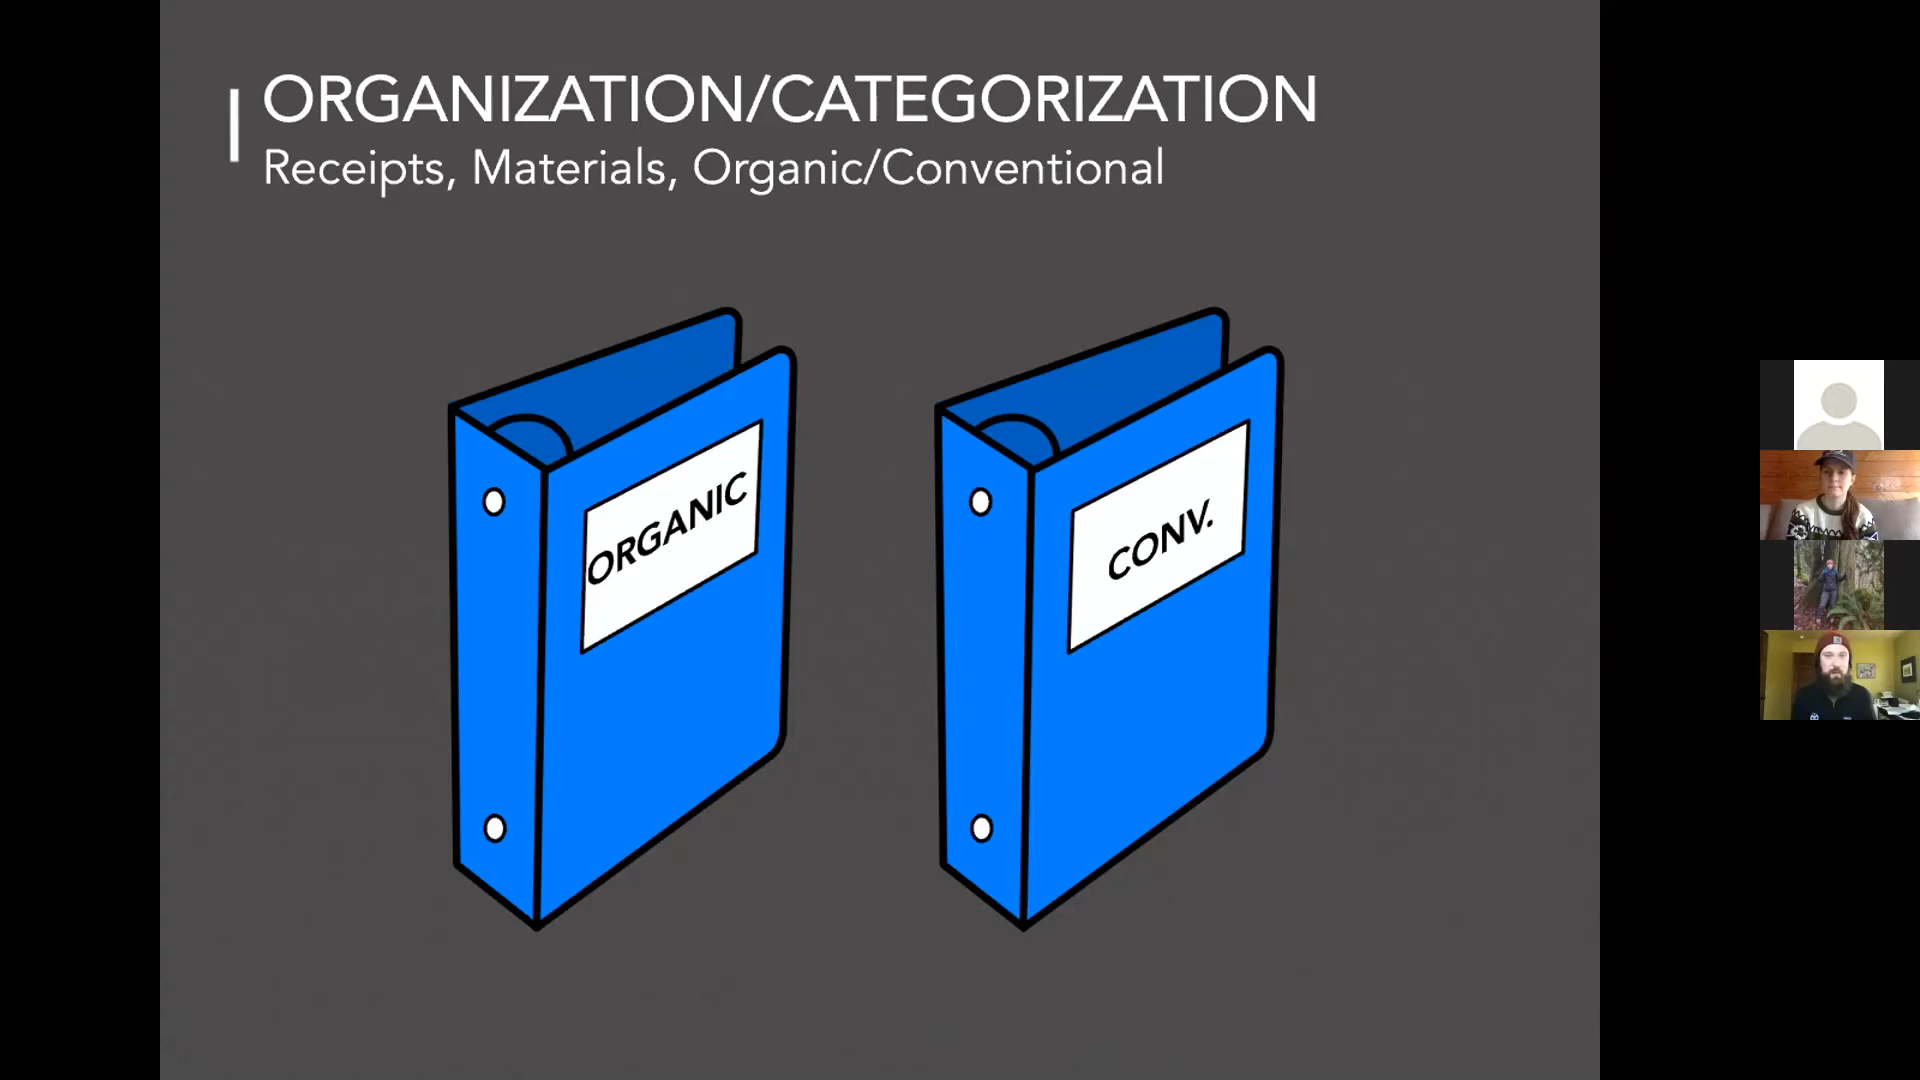 ORGANIZATION/CATEGORIZATION
Receipts, Materials, Organic/Conventional
ORGANIC
CONV.